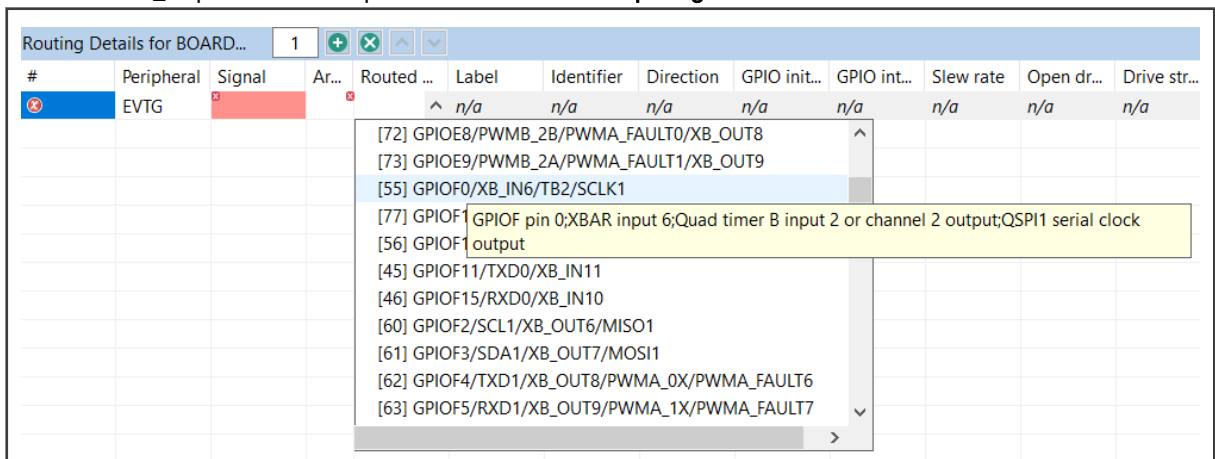 Routing Details for BOARD... 1
# Peripheral Signal Ar... Routed ... Label Identifier Direction GPIO init... GPIO int... Slew rate Open dr... Drive str...
EVTG n/a n/a n/a n/a n/a n/a n/a n/a
[72] GPIOE8/PWMB_2B/PWMA_FAULT0/XB_OUT8
[73] GPIOE9/PWMB_2A/PWMA_FAULT1/XB_OUT9
[55] GPIOF0/XB_IN6/TB2/SCLK1
[77] GPIOF1
GPIOF pin 0;XBAR input 6;Quad timer B input 2 or channel 2 output;QSPI1 serial clock
[56] GPIOF1
output
[45] GPIOF11/TXD0/XB_IN11
[46] GPIOF15/RXD0/XB_IN10
[60] GPIOF2/SCL1/XB_OUT6/MISO1
[61] GPIOF3/SDA1/XB_OUT7/MOSI1
[62] GPIOF4/TXD1/XB_OUT8/PWMA_0X/PWMA_FAULT6
[63] GPIOF5/RXD1/XB_OUT9/PWMA_1X/PWMA_FAULT7